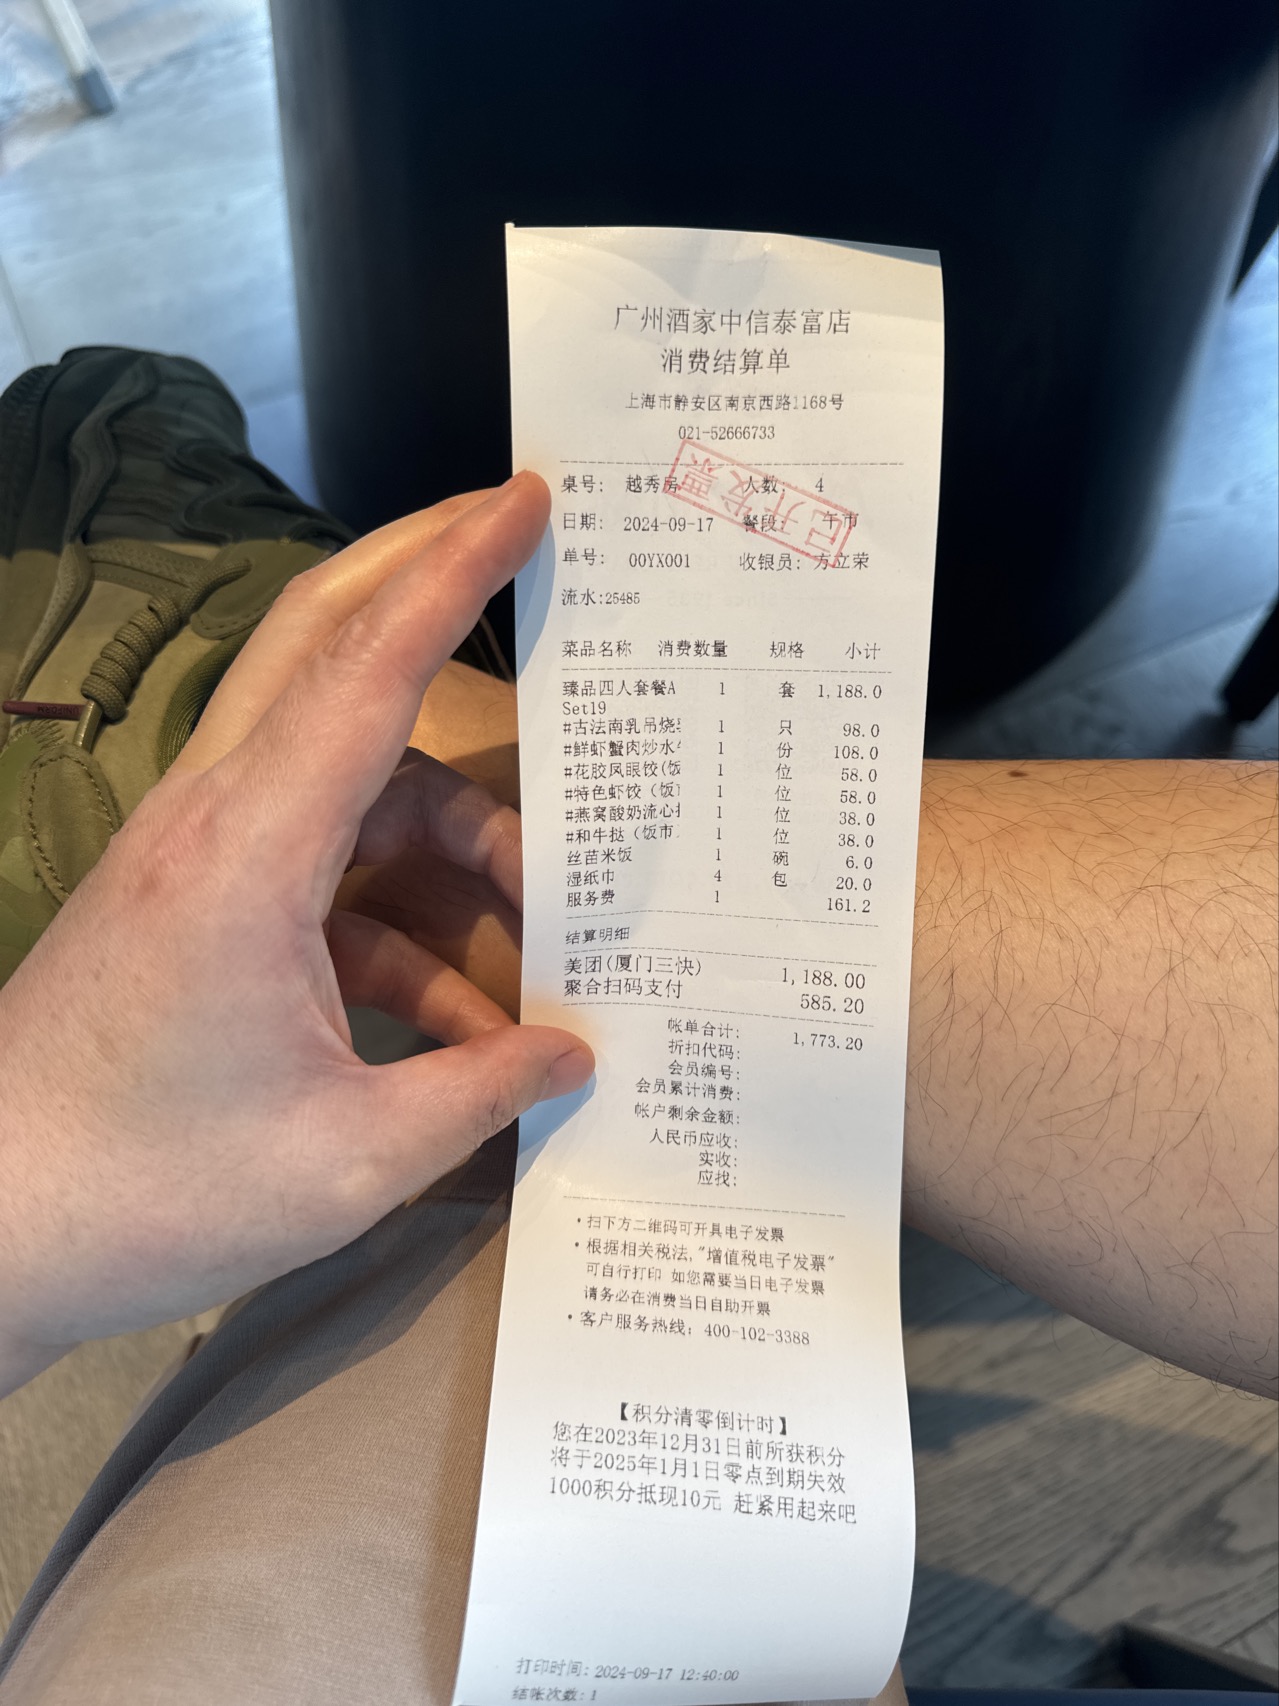 广州酒家中信泰富店
消费结算单
上海市静安区南京西路1168号
021-52666733
已开发票
桌号: 越秀房 人数: 4
日期: 2024-09-17 餐段: 午市
单号: 00YX001 收银员: 方立荣
流水:25485
菜品名称 消费数量 规格 小计
臻品四人套餐A 1 套 1,188.0
Set19
#古法南乳吊烧 1 只 98.0
#鲜虾蟹肉炒水 1 份 108.0
#花胶凤眼饺(饭 1 位 58.0
#特色虾饺（饭 1 位 58.0
#燕窝酸奶流心 1 位 38.0
#和牛挞（饭市 1 位 38.0
丝苗米饭 1 碗 6.0
湿纸巾 4 包 20.0
服务费 1 161.2
结算明细
美团(厦门三快) 1,188.00
聚合扫码支付 585.20
帐单合计: 1,773.20
折扣代码:
会员编号:
会员累计消费:
帐户剩余金额:
人民币应收:
实收:
应找:
·扫下方二维码可开具电子发票
·根据相关税法,"增值税电子发票"
可自行打印 如您需要当日电子发票
请务必在消费当日自助开票
·客户服务热线: 400-102-3388
【积分清零倒计时】
您在2023年12月31日前所获积分
将于2025年1月1日零点到期失效
1000积分抵现10元 赶紧用起来吧
打印时间: 2024-09-17 12:40:00
结帐次数: 1